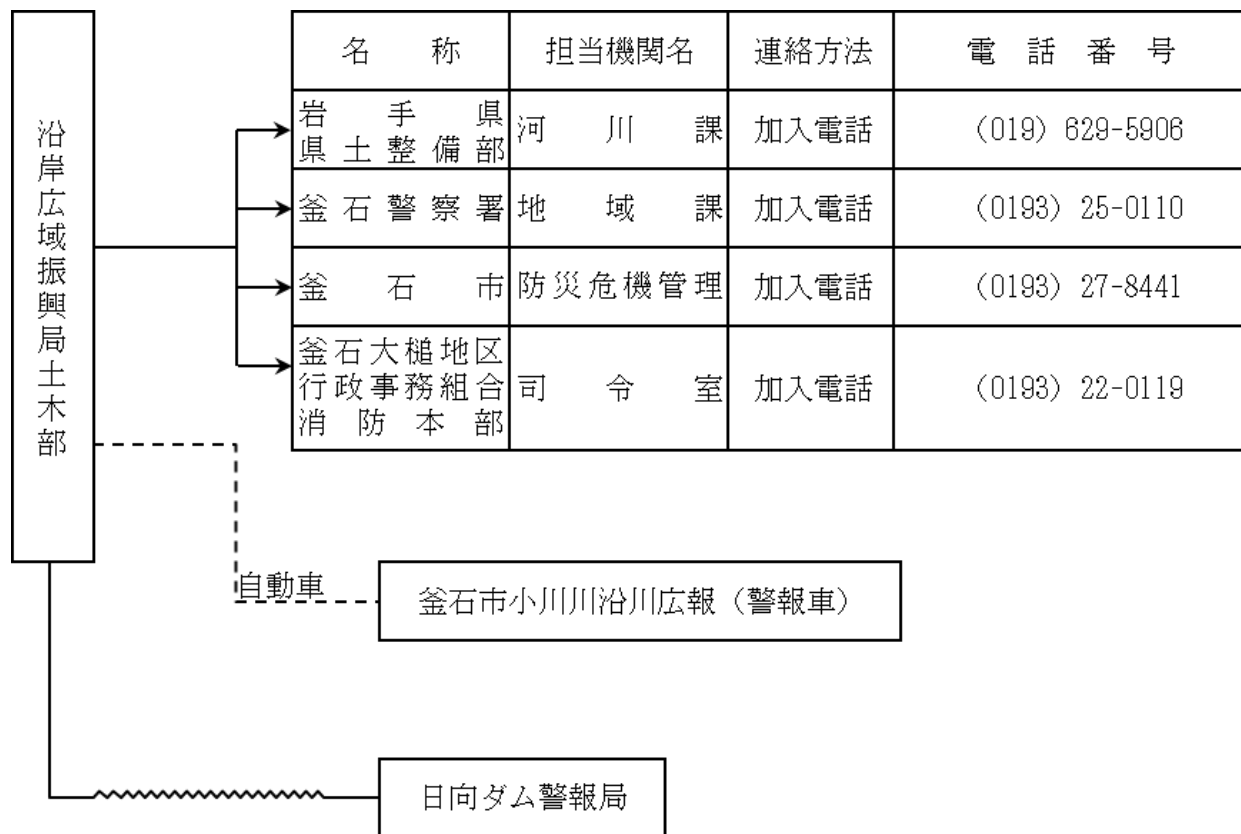 沿岸広域振興局土木部
名称 担当機関名 連絡方法 電話番号
岩手県
県土整備部 河川課 加入電話 (019) 629-5906
釜石警察署 地域課 加入電話 (0193) 25-0110
釜石市 防災危機管理 加入電話 (0193) 27-8441
釜石大槌地区
行政事務組合
消防本部 司令室 加入電話 (0193) 22-0119
自動車
釜石市小川川沿川広報（警報車）
日向ダム警報局